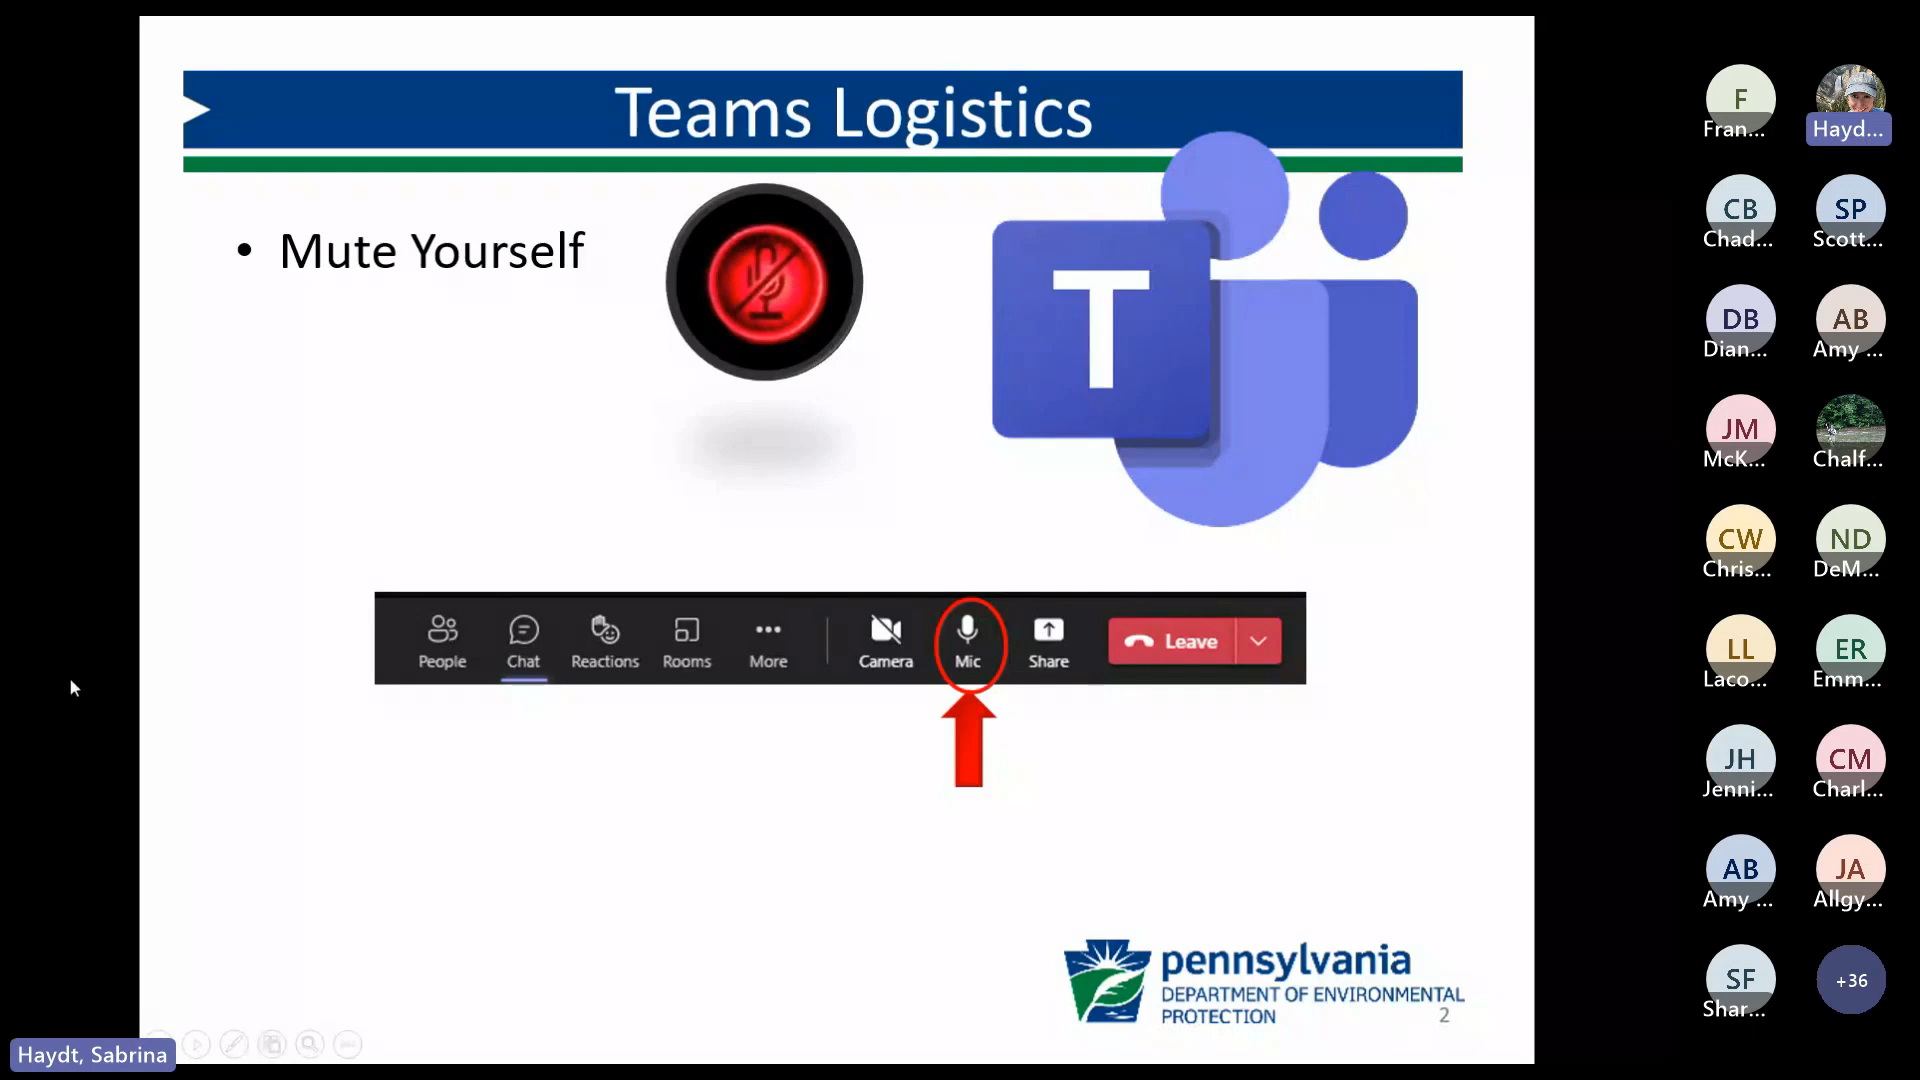 Teams Logistics
• Mute Yourself
T
People
Chat
Reactions
Rooms
More
Camera
Mic
Share
Leave
pennsylvania
DEPARTMENT OF ENVIRONMENTAL
PROTECTION
2
Haydt, Sabrina
F
Fran...
Hayd...
CB
Chad...
SP
Scott...
DB
Dian...
AB
Amy ...
JM
McK...
Chalf...
CW
Chris...
ND
DeM...
LL
Laco...
ER
Emm...
JH
Jenni...
CM
Charl...
AB
Amy ...
JA
Allgy...
SF
Shar...
+36